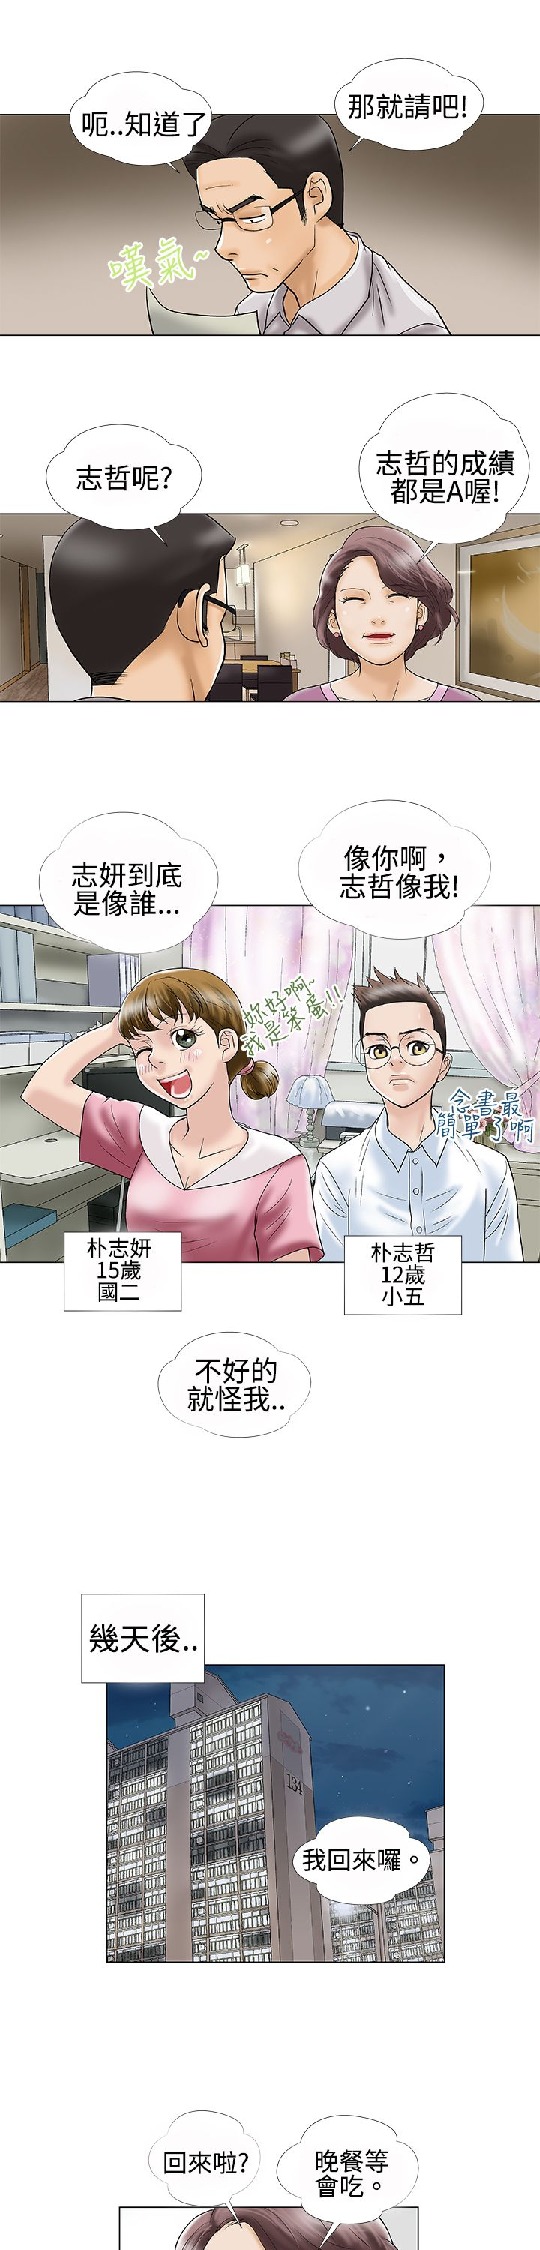 呃..知道了
那就請吧!
嘆氣~
志哲呢?
志哲的成績
都是A喔!
志妍到底
是像誰...
像你啊，
志哲像我!
妳好啊~
我是笨蛋!!
念書最
簡單了啊
朴志妍
15歲
國二
朴志哲
12歲
小五
不好的
就怪我..
幾天後..
134
我回來囉。
回來啦?
晚餐等
會吃。